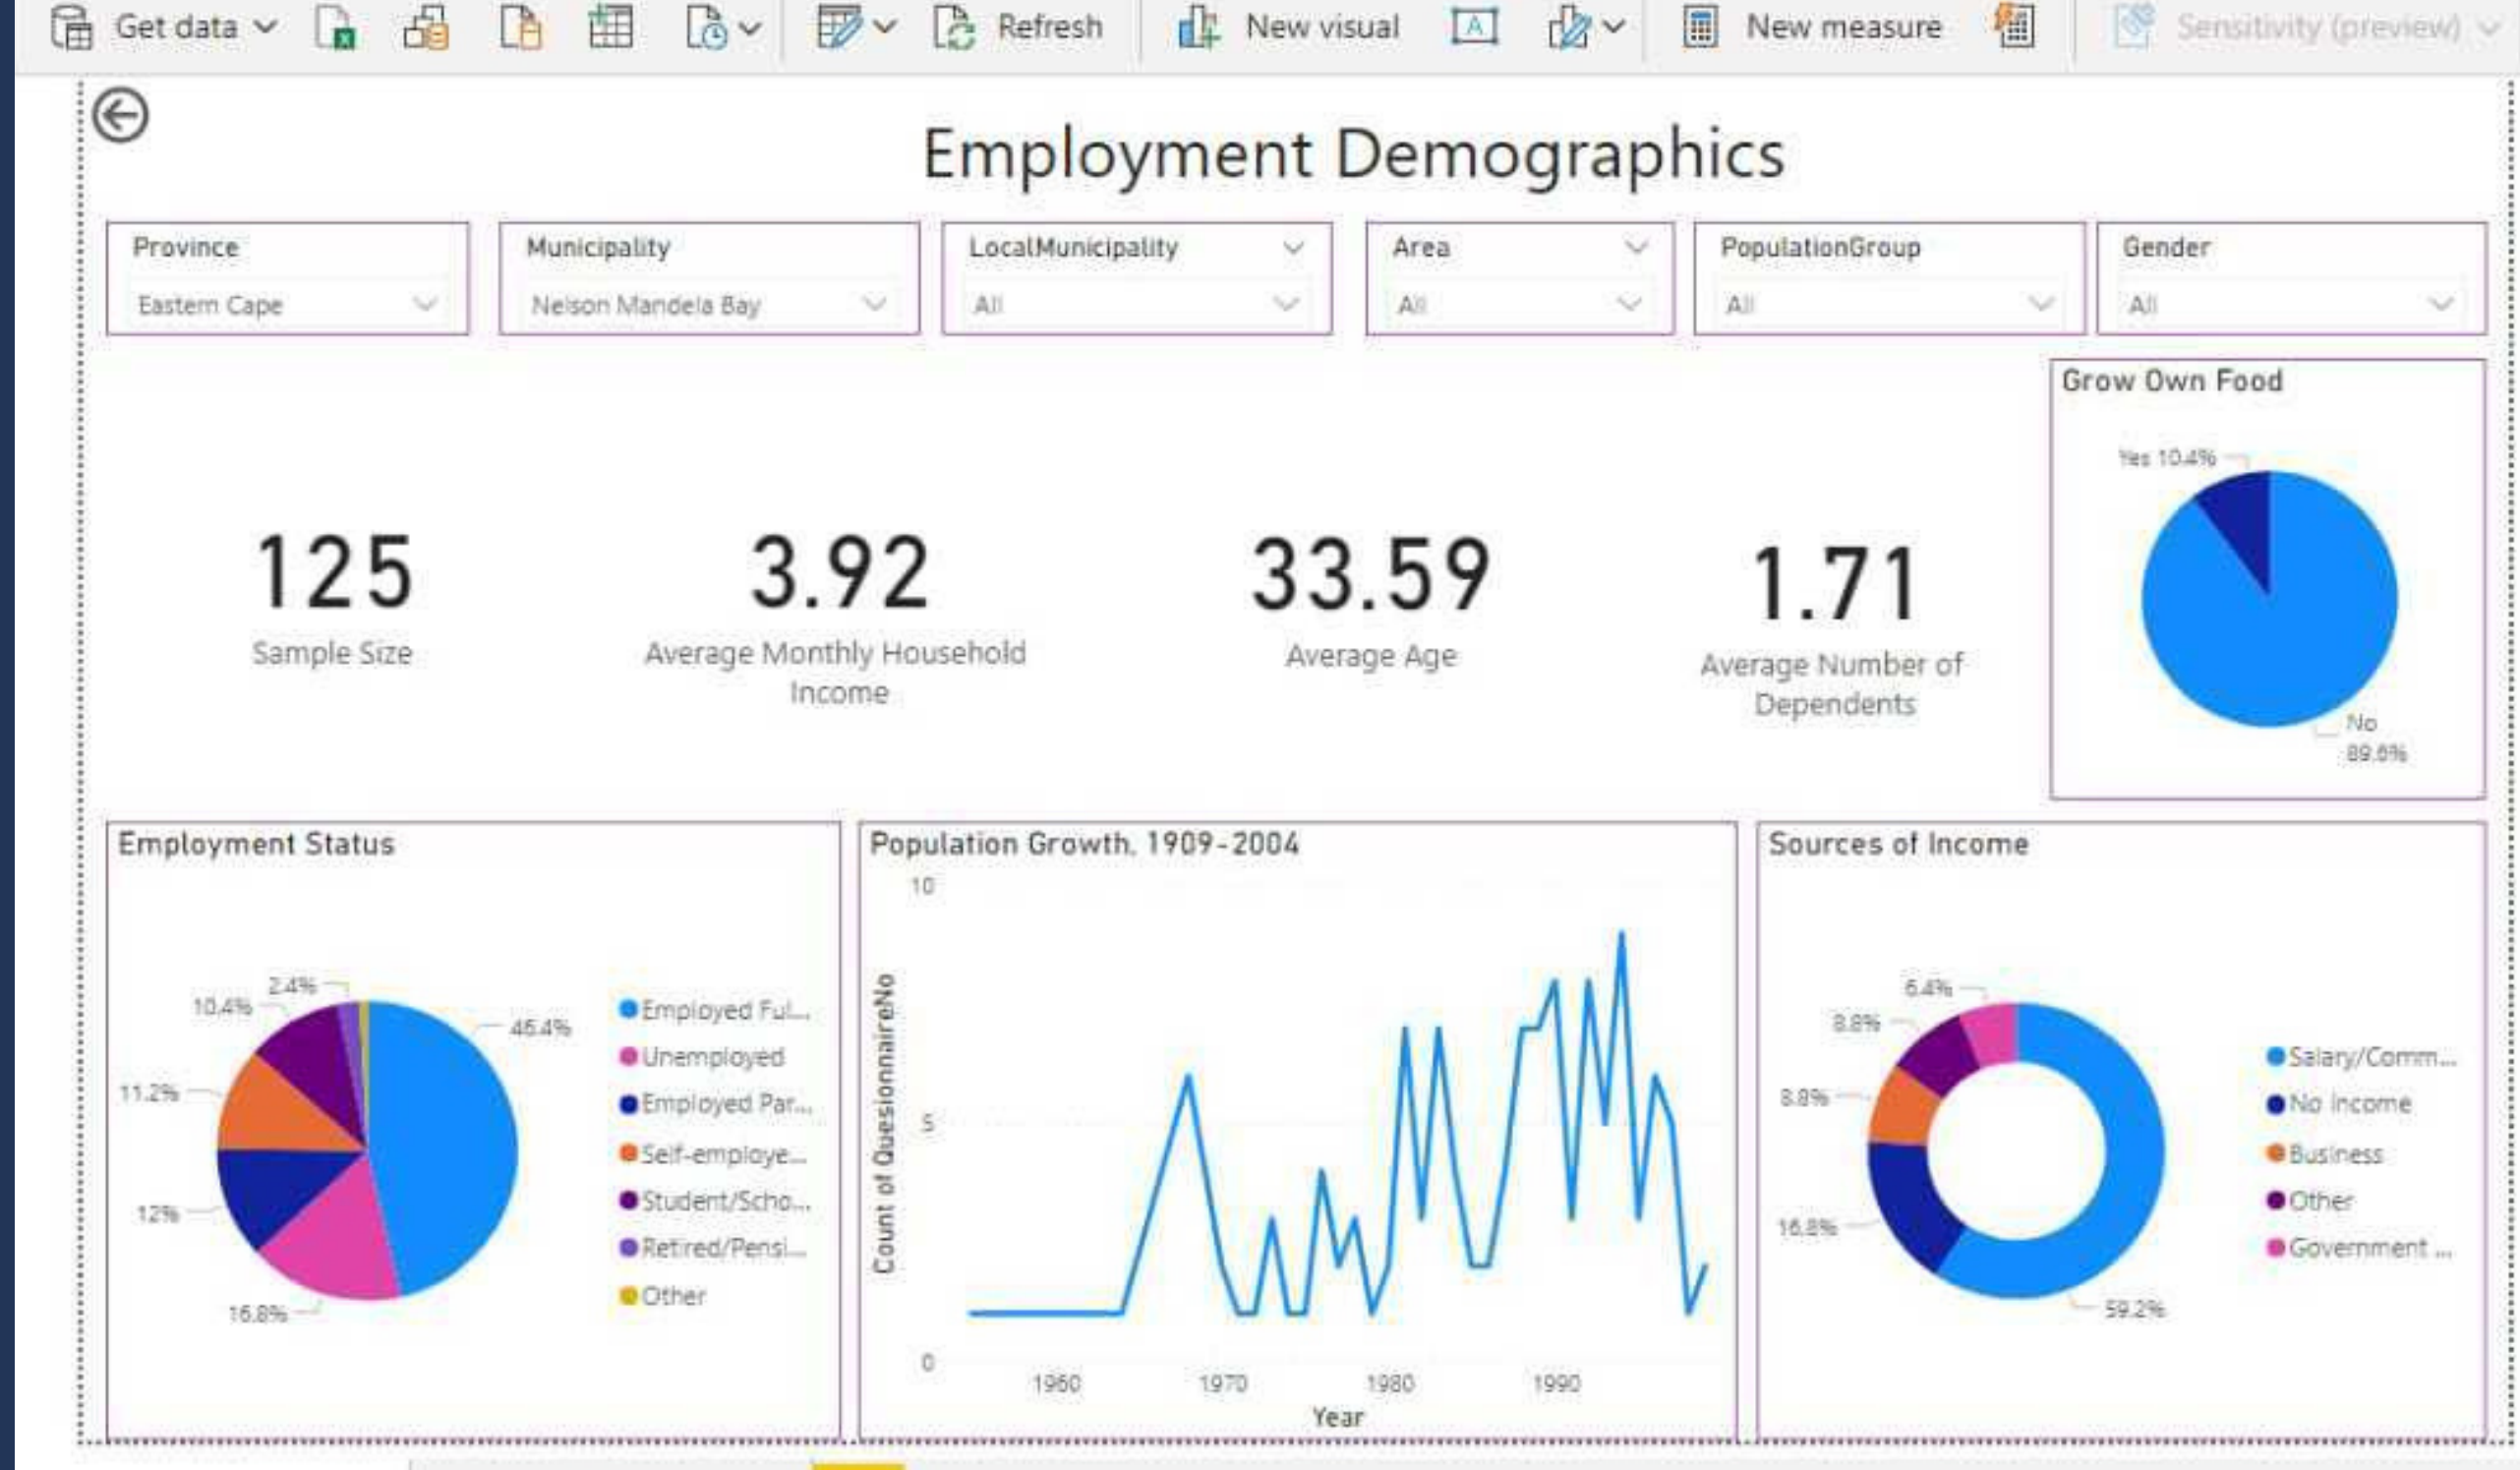 Get data
Refresh
New visual
New measure
Sensitivity (preview)
Employment Demographics
Province
Eastern Cape
Municipality
Nelson Mandela Bay
LocalMunicipality
All
Area
All
PopulationGroup
All
Gender
All
125
Sample Size
3.92
Average Monthly Household
Income
33.59
Average Age
1.71
Average Number of
Dependents
Grow Own Food
Yes 10.4%
No
89.6%
Employment Status
2.4%
10.4%
46.4%
11.2%
12%
16.8%
Employed Ful...
Unemployed
Employed Par...
Self-employe...
Student/Scho...
Retired/Pensi...
Other
Population Growth, 1909-2004
10
5
0
Count of QuesionnaireNo
1960
1970
1980
1990
Year
Sources of Income
6.4%
8.8%
8.8%
16.8%
59.2%
Salary/Comm...
No Income
Business
Other
Government ...